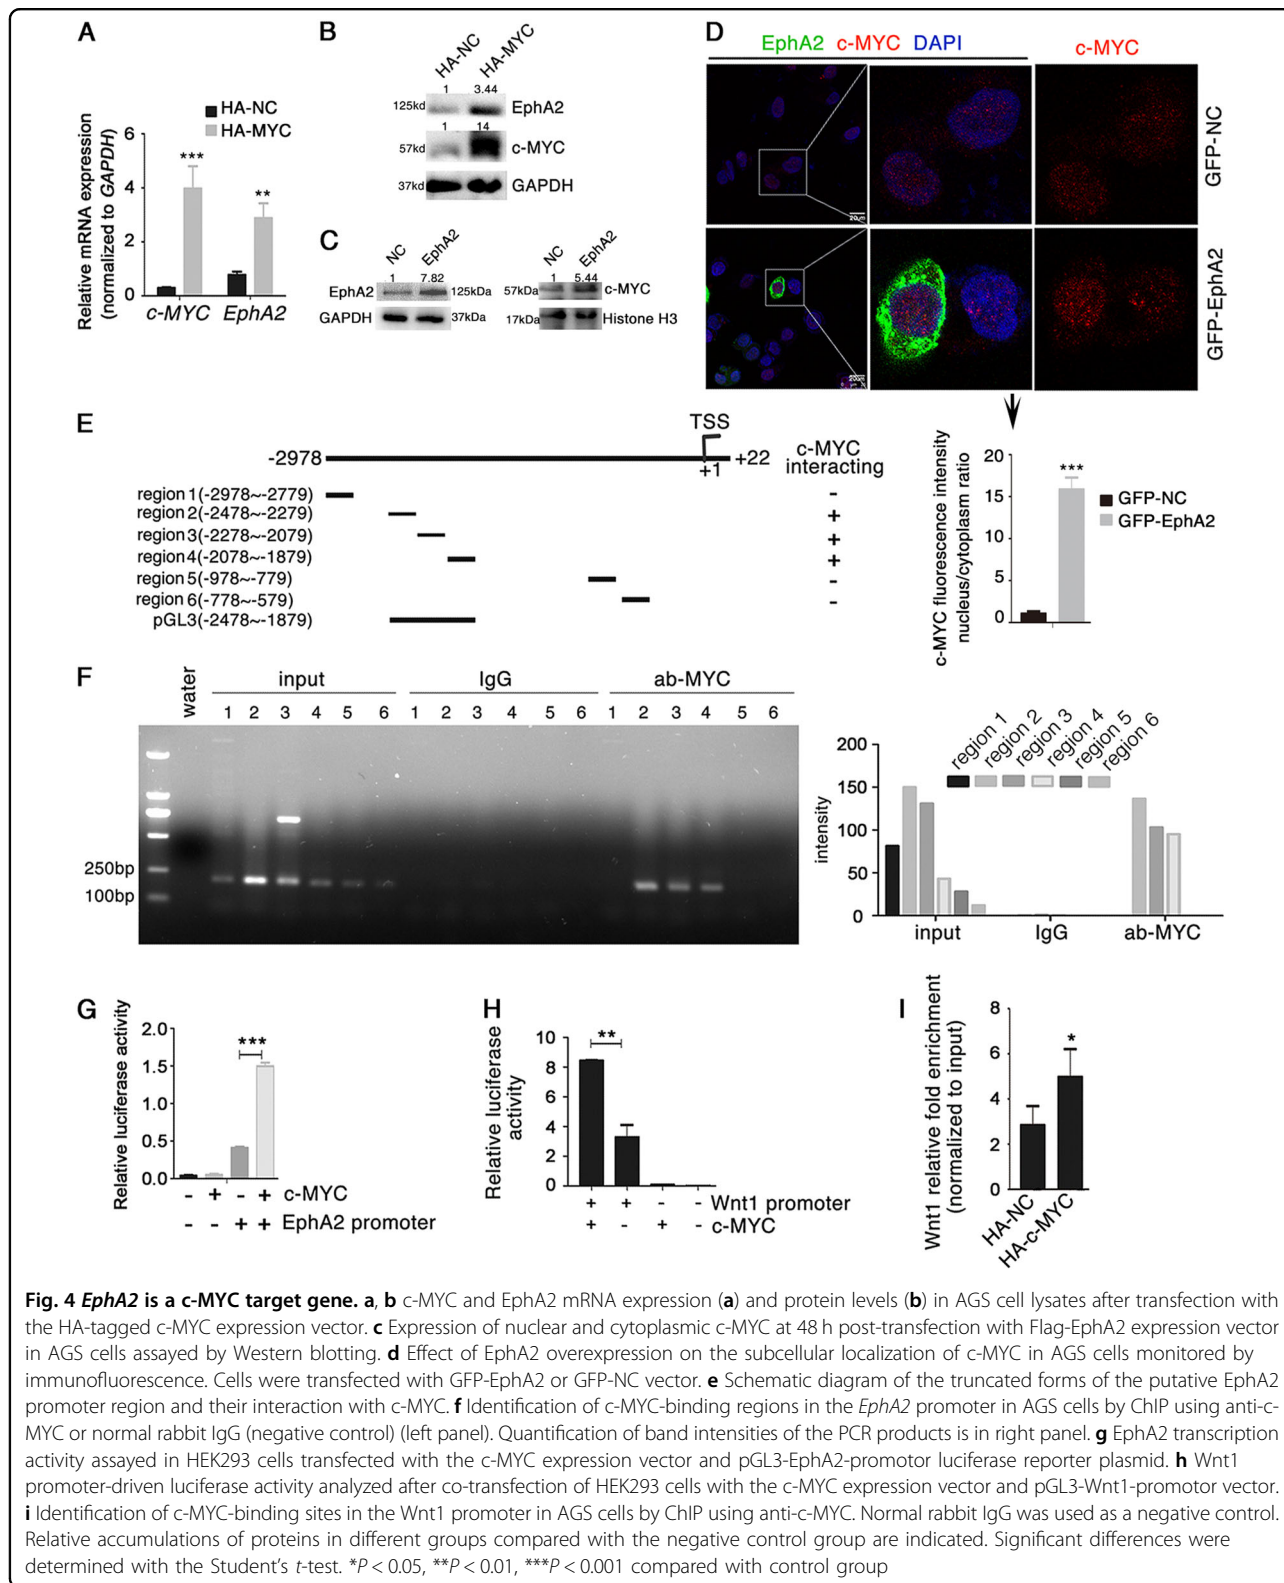 A
HA-NC
HA-MYC
Relative mRNA expression
(normalized to GAPDH)
6
4
2
0
***
**
c-MYC EphA2
B
HA-NC HA-MYC
1 3.44
125kd EphA2
1 14
57kd c-MYC
37kd GAPDH
C
NC EphA2
1 7.82
EphA2 125kDa
GAPDH 37kDa
NC EphA2
1 5.44
57kDa c-MYC
17kDa Histone H3
D
EphA2 c-MYC DAPI c-MYC
GFP-NC
20um
GFP-EphA2
20um
c-MYC fluorescence intensity
nucleus/cytoplasm ratio
20
15
10
5
0
***
GFP-NC
GFP-EphA2
E
TSS
-2978 +22
+1
c-MYC
interacting
region 1(-2978~-2779) -
region 2(-2478~-2279) +
region 3(-2278~-2079) +
region 4(-2078~-1879) +
region 5(-978~-779) -
region 6(-778~-579) -
pGL3(-2478~-1879)
F
water
input IgG ab-MYC
1 2 3 4 5 6 1 2 3 4 5 6 1 2 3 4 5 6
250bp
100bp
region 1
region 2
region 3
region 4
region 5
region 6
intensity
200
150
100
50
0
input IgG ab-MYC
G
Relative luciferase activity
2.0
1.5
1.0
0.5
0.0
***
- + - + c-MYC
- - + + EphA2 promoter
H
Relative luciferase
activity
10
8
6
4
2
0
**
+ + - - Wnt1 promoter
+ - + - c-MYC
I
Wnt1 relative fold enrichment
(normalized to input)
8
6
4
2
0
*
HA-NC
HA-c-MYC
Fig. 4 EphA2 is a c-MYC target gene. a, b c-MYC and EphA2 mRNA expression (a) and protein levels (b) in AGS cell lysates after transfection with
the HA-tagged c-MYC expression vector. c Expression of nuclear and cytoplasmic c-MYC at 48 h post-transfection with Flag-EphA2 expression vector
in AGS cells assayed by Western blotting. d Effect of EphA2 overexpression on the subcellular localization of c-MYC in AGS cells monitored by
immunofluorescence. Cells were transfected with GFP-EphA2 or GFP-NC vector. e Schematic diagram of the truncated forms of the putative EphA2
promoter region and their interaction with c-MYC. f Identification of c-MYC-binding regions in the EphA2 promoter in AGS cells by ChIP using anti-c-
MYC or normal rabbit IgG (negative control) (left panel). Quantification of band intensities of the PCR products is in right panel. g EphA2 transcription
activity assayed in HEK293 cells transfected with the c-MYC expression vector and pGL3-EphA2-promotor luciferase reporter plasmid. h Wnt1
promoter-driven luciferase activity analyzed after co-transfection of HEK293 cells with the c-MYC expression vector and pGL3-Wnt1-promotor vector.
i Identification of c-MYC-binding sites in the Wnt1 promoter in AGS cells by ChIP using anti-c-MYC. Normal rabbit IgG was used as a negative control.
Relative accumulations of proteins in different groups compared with the negative control group are indicated. Significant differences were
determined with the Student's t-test. *P < 0.05, **P < 0.01, ***P < 0.001 compared with control group